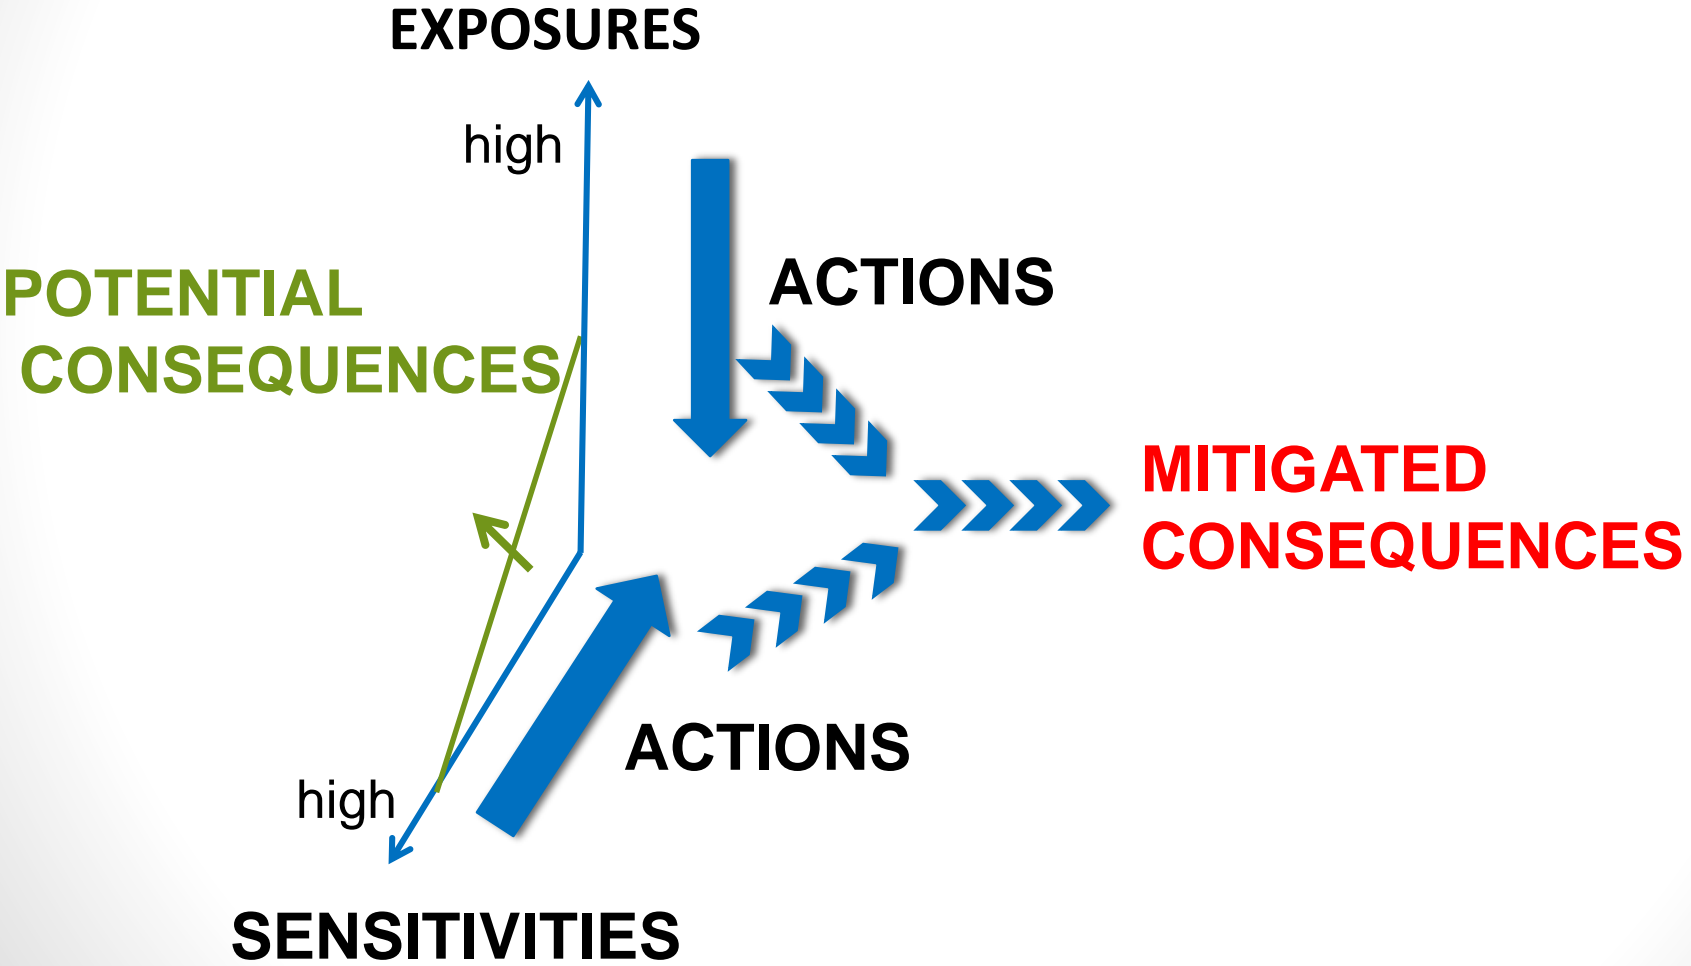 EXPOSURES
high
ACTIONS
POTENTIAL
CONSEQUENCES
MITIGATED
CONSEQUENCES
ACTIONS
high
SENSITIVITIES